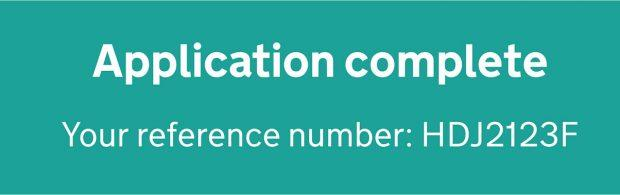 Application complete
Your reference number: HDJ2123F